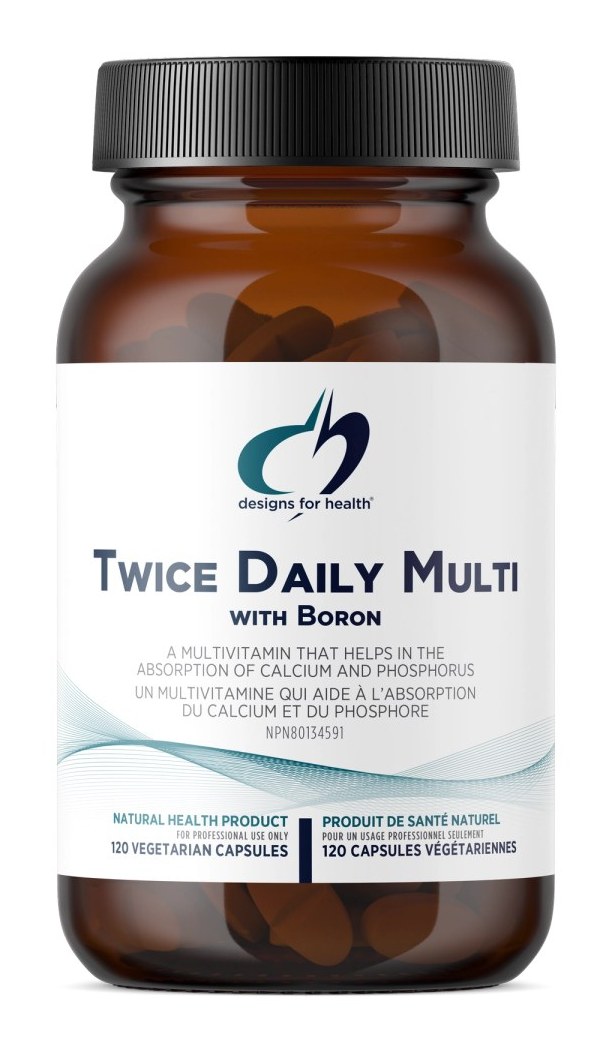 designs for health®
TWICE DAILY MULTI
WITH BORON
A MULTIVITAMIN THAT HELPS IN THE
ABSORPTION OF CALCIUM AND PHOSPHORUS
UN MULTIVITAMINE QUI AIDE À L'ABSORPTION
DU CALCIUM ET DU PHOSPHORE
NPN80134591
NATURAL HEALTH PRODUCT
FOR PROFESSIONAL USE ONLY
120 VEGETARIAN CAPSULES
PRODUIT DE SANTÉ NATUREL
POUR UN USAGE PROFESSIONNEL SEULEMENT
120 CAPSULES VÉGÉTARIENNES